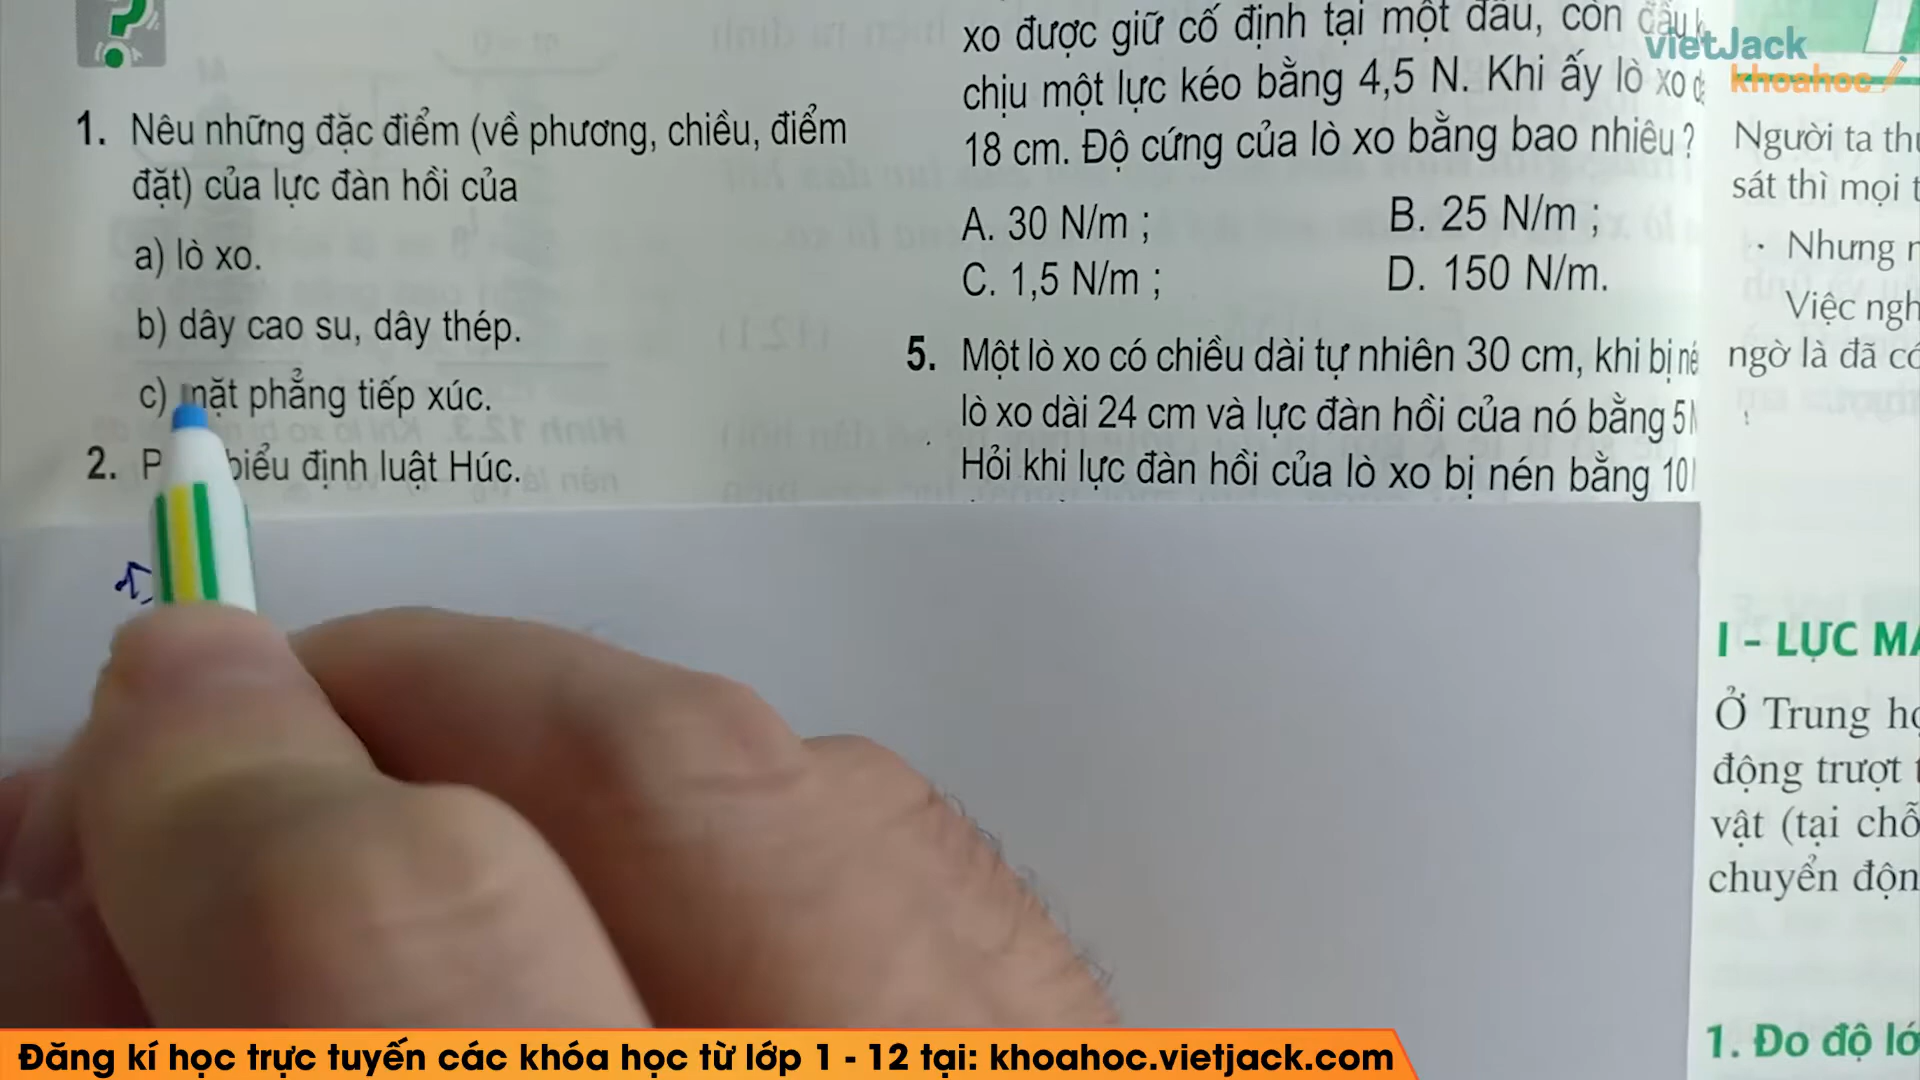 1. Nêu những đặc điểm (về phương, chiều, điểm
đặt) của lực đàn hồi của
a) lò xo.
b) dây cao su, dây thép.
c) mặt phẳng tiếp xúc.
2. biểu định luật Húc.
1)
xo được giữ cố định tại một đầu, còn đầu
chịu một lực kéo bằng 4,5 N. Khi ấy lò xo
18 cm. Độ cứng của lò xo bằng bao nhiêu ?
A. 30 N/m ; B. 25 N/m ;
C. 1,5 N/m ; D. 150 N/m.
5. Một lò xo có chiều dài tự nhiên 30 cm, khi bị
lò xo dài 24 cm và lực đàn hồi của nó bằng 5
Hỏi khi lực đàn hồi của lò xo bị nén bằng 10
vietJack
khoahoc
Người ta
sát thì mọi
Nhưng
Việc
ngờ là đã
I - LỰC
Ở Trung
động trượt
vật (tại chỗ
chuyển
1. Đo độ
Đăng kí học trực tuyến các khóa học từ lớp 1 - 12 tại: khoahoc.vietjack.com